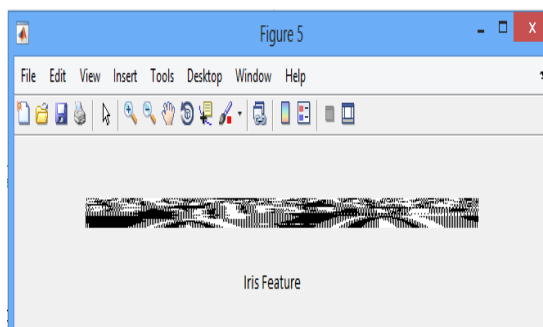 Figure 5
x
File Edit View Insert Tools Desktop Window Help
Iris Feature